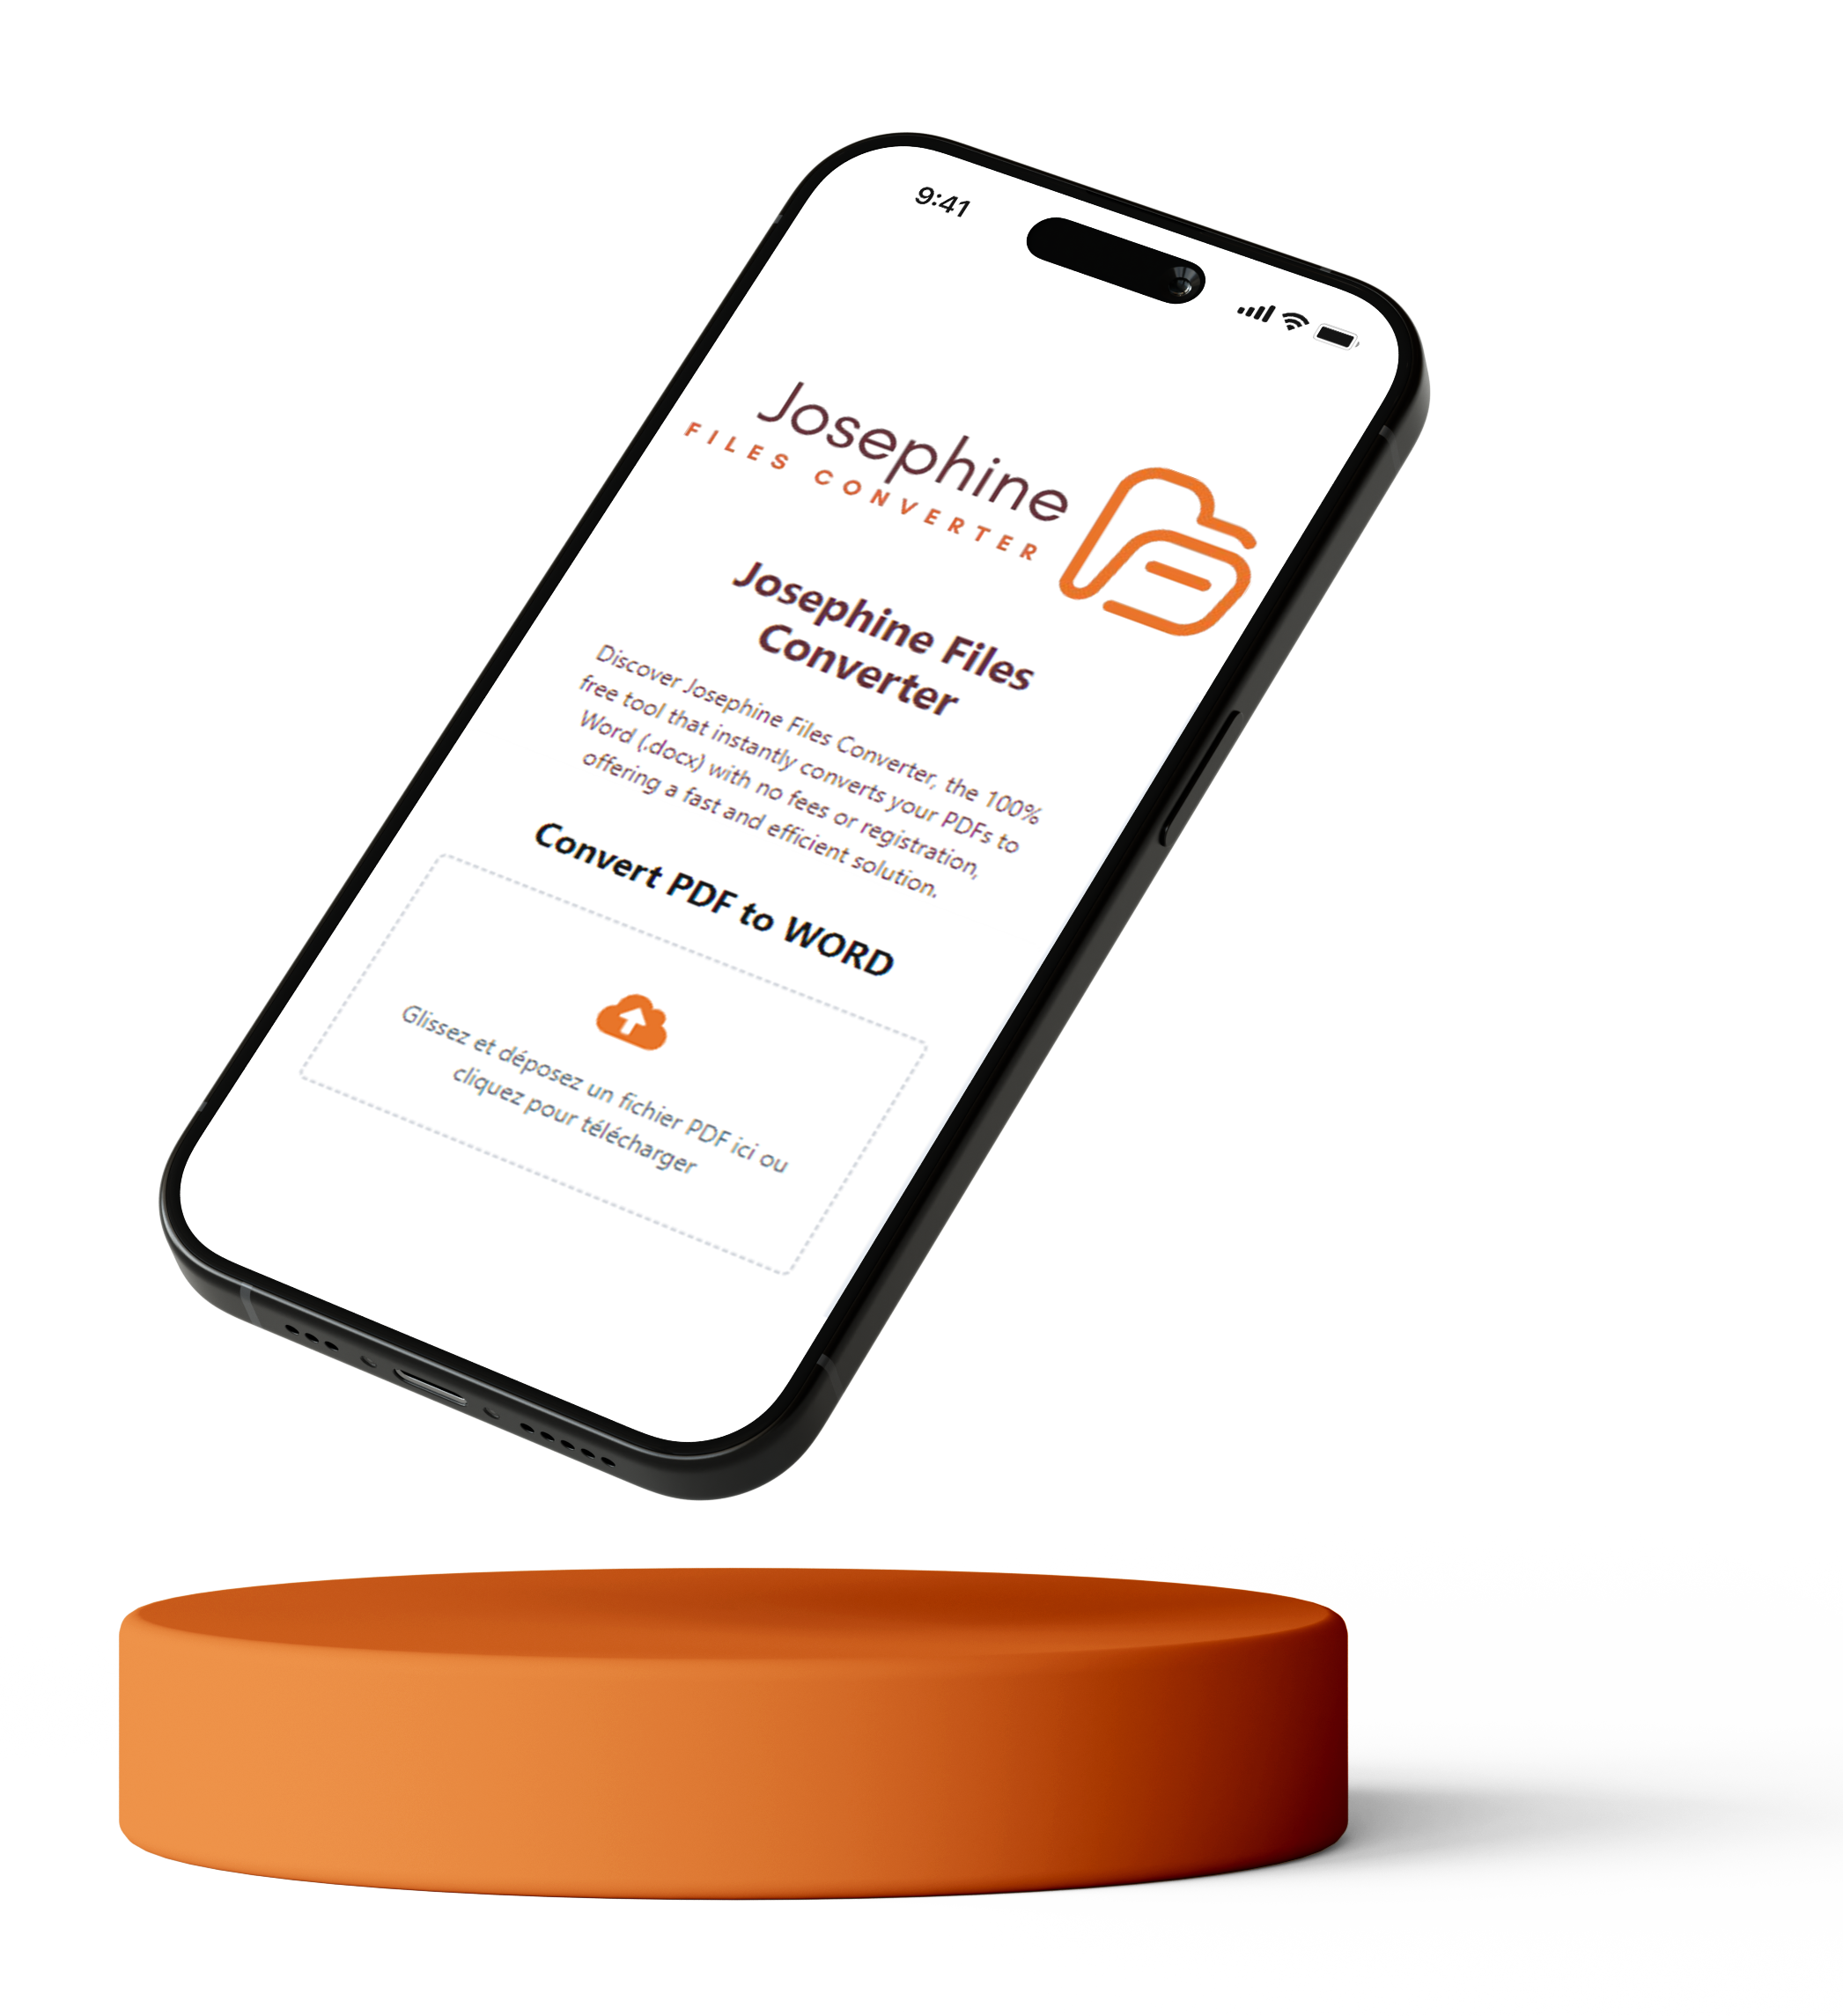 9:41
Josephine
FILES CONVERTER
Josephine Files
Converter
Discover Josephine Files Converter, the 100%
free tool that instantly converts your PDFs to
Word (.docx) with no fees or registration,
offering a fast and efficient solution.
Convert PDF to WORD
Glissez et déposez un fichier PDF ici ou
cliquez pour télécharger